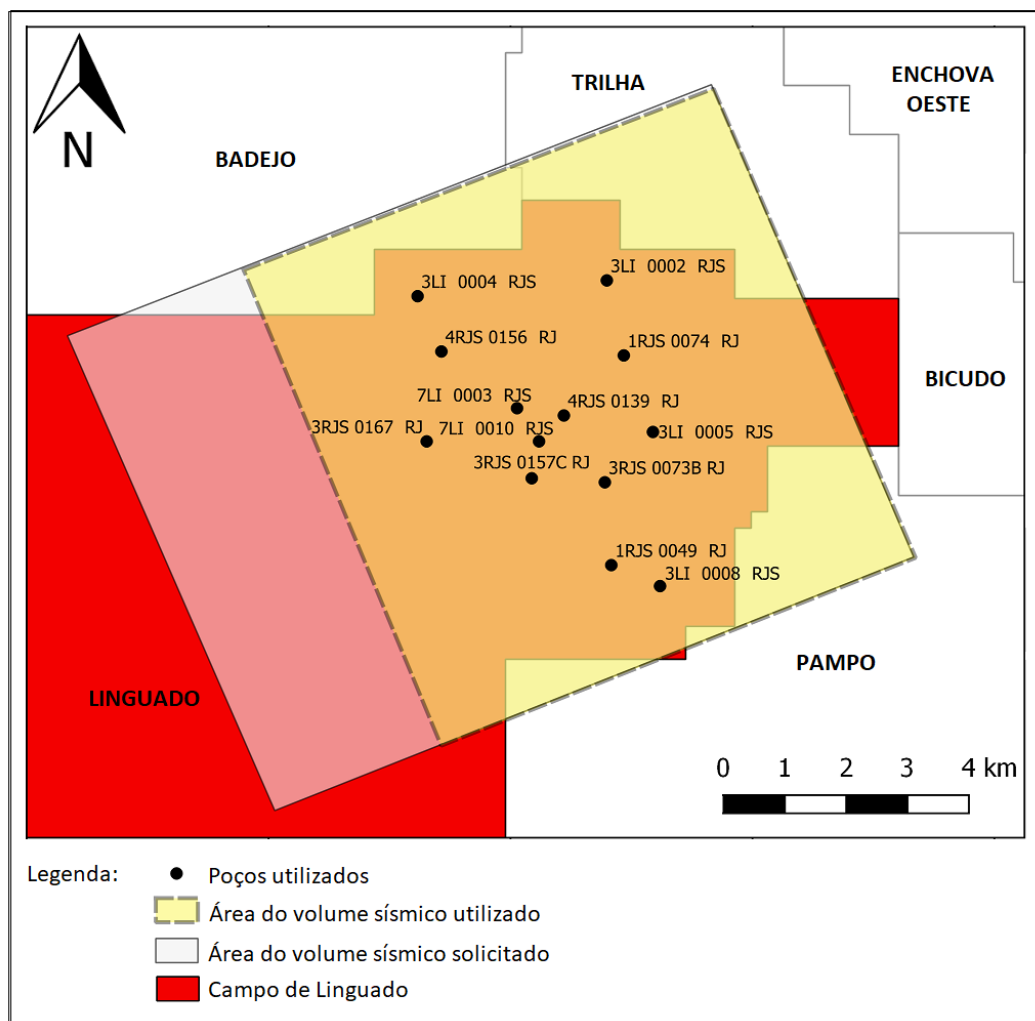 TRILHA
ENCHOVA
OESTE
N
BADEJO
3LI 0004 RJS
3LI 0002 RJS
4RJS 0156 RJ
1RJS 0074 RJ
BICUDO
7LI 0003 RJS
4RJS 0139 RJ
3RJS 0167 RJ
7LI 0010 RJS
3LI 0005 RJS
3RJS 0157C RJ
3RJS 0073B RJ
1RJS 0049 RJ
3LI 0008 RJS
PAMPO
LINGUADO
0 1 2 3 4 km
Legenda:
Poços utilizados
Área do volume sísmico utilizado
Área do volume sísmico solicitado
Campo de Linguado